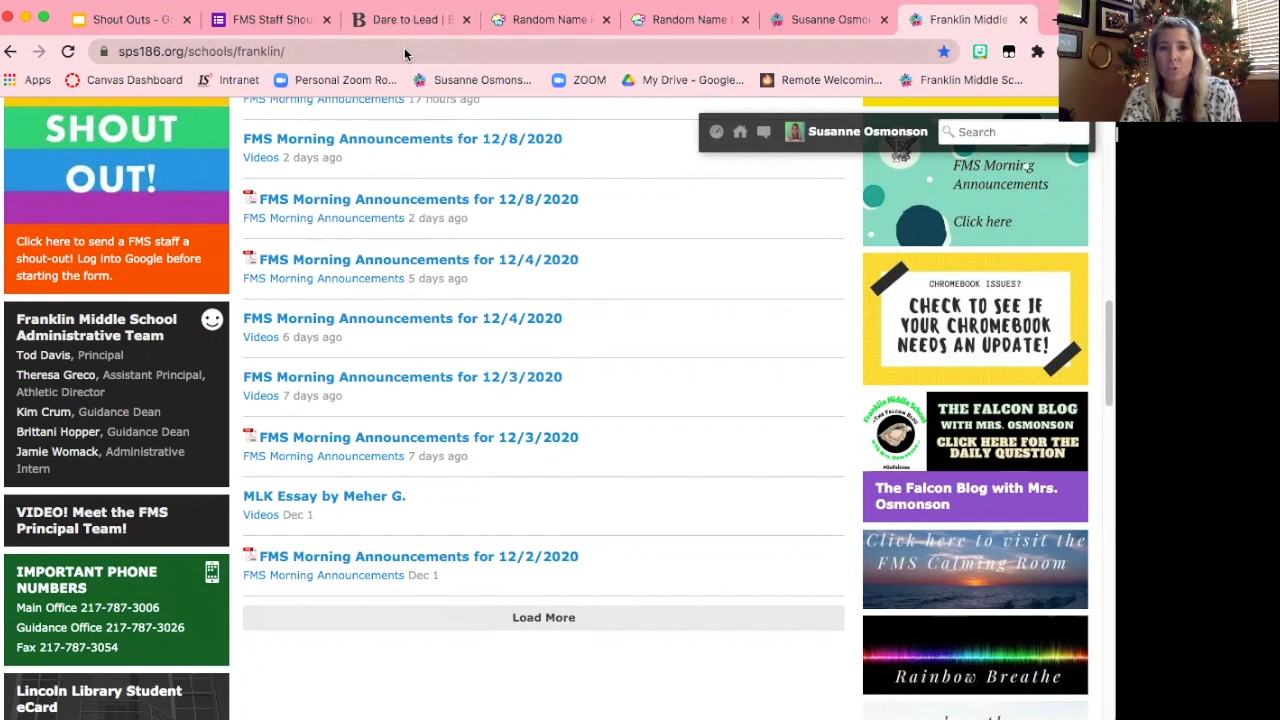 Shout Outs - G
FMS Staff Shou
Dare to Lead | B
Random Name P
Random Name P
Susanne Osmo
Franklin Middle
sps186.org/schools/franklin/
Apps
Canvas Dashboard
Intranet
Personal Zoom Ro...
Susanne Osmons...
ZOOM
My Drive - Google...
Remote Welcomin...
Franklin Middle Sc...
SHOUT
OUT!
Click here to send a FMS staff a
shout-out! Log into Google before
starting the form.
Franklin Middle School
Administrative Team
Tod Davis, Principal
Theresa Greco, Assistant Principal,
Athletic Director
Kim Crum, Guidance Dean
Brittani Hopper, Guidance Dean
Jamie Womack, Administrative
Intern
VIDEO! Meet the FMS
Principal Team!
IMPORTANT PHONE
NUMBERS
Main Office 217-787-3006
Guidance Office 217-787-3026
Fax 217-787-3054
Lincoln Library Student
eCard
FMS Morning Announcements 17 hours ago
FMS Morning Announcements for 12/8/2020
Videos 2 days ago
FMS Morning Announcements for 12/8/2020
FMS Morning Announcements 2 days ago
FMS Morning Announcements for 12/4/2020
FMS Morning Announcements 5 days ago
FMS Morning Announcements for 12/4/2020
Videos 6 days ago
FMS Morning Announcements for 12/3/2020
Videos 7 days ago
FMS Morning Announcements for 12/3/2020
FMS Morning Announcements 7 days ago
MLK Essay by Meher G.
Videos Dec 1
FMS Morning Announcements for 12/2/2020
FMS Morning Announcements Dec 1
Load More
Susanne Osmonson
Search
FMS Morning
Announcements
Click here
CHROMEBOOK ISSUES?
CHECK TO SEE IF
YOUR CHROMEBOOK
NEEDS AN UPDATE!
Franklin Middle School
THE FALCON BLOG
THE FALCON BLOG
WITH MRS. OSMONSON
CLICK HERE FOR THE
DAILY QUESTION
The Falcon Blog with Mrs.
Osmonson
Click here to visit the
FMS Calming Room
Rainbow Breathe